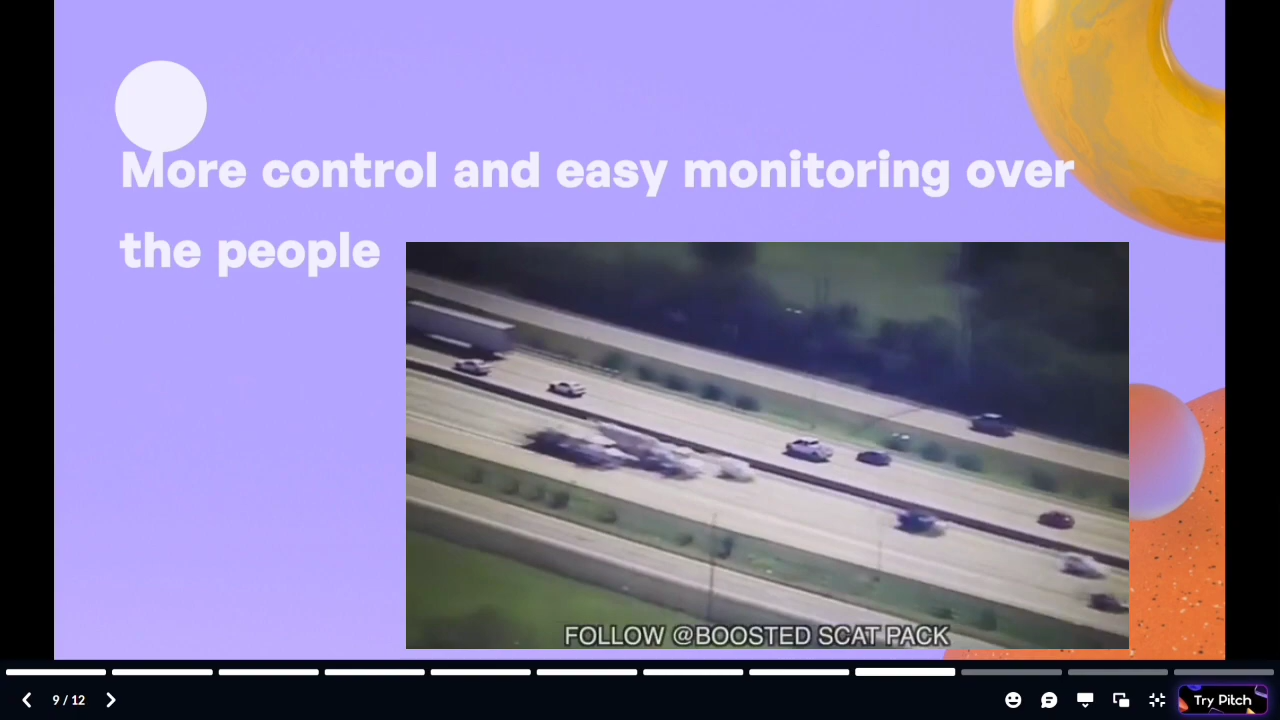 More control and easy monitoring over
the people
FOLLOW @BOOSTED SCAT PACK
9 / 12
Try Pitch